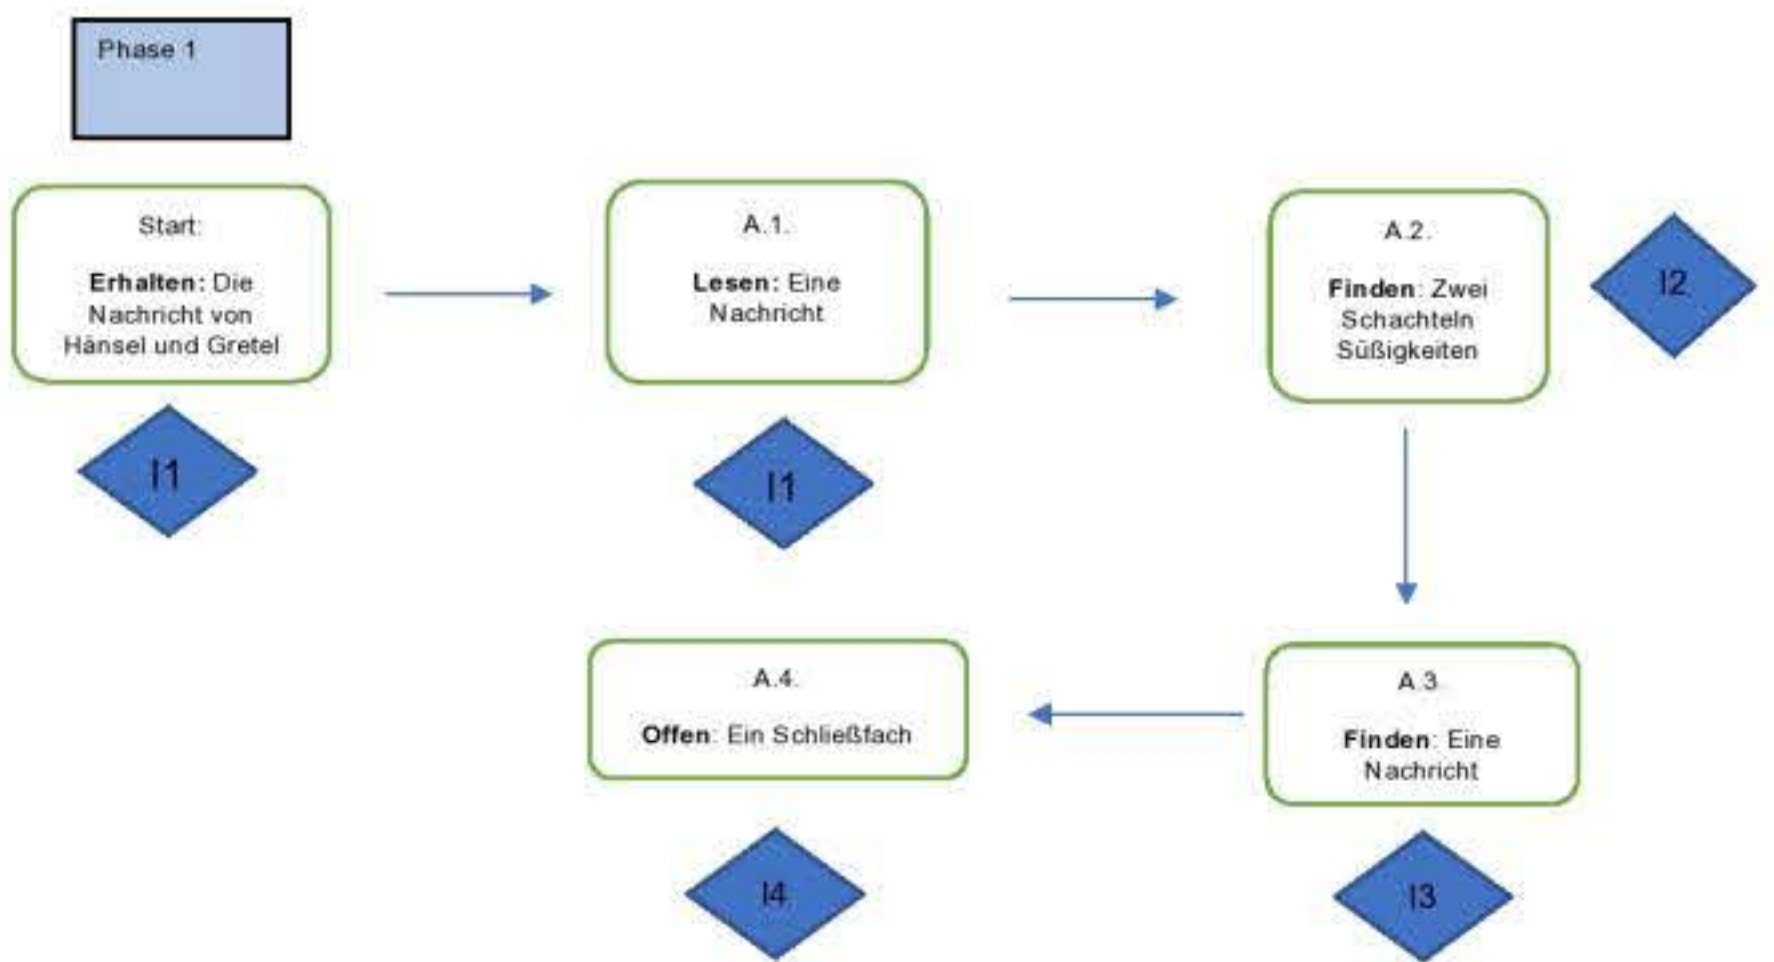 Phase 1
Start:
Erhalten: Die
Nachricht von
Hänsel und Gretel
I1
A.1.
Lesen: Eine
Nachricht
I1
A.2.
Finden: Zwei
Schachteln
Süßigkeiten
I2
A.3.
Finden: Eine
Nachricht
I3
A.4.
Offen: Ein Schließfach
I4